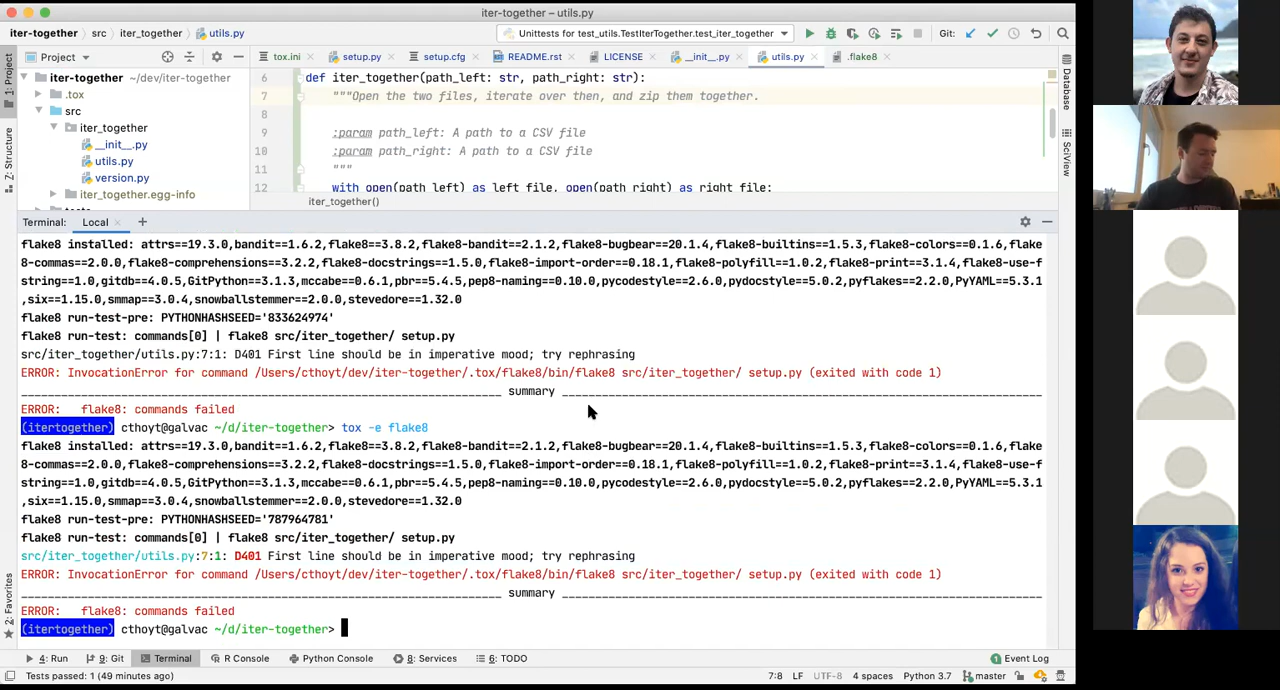 iter-together – utils.py
iter-together src iter_together utils.py Unittests for test_utils.TestIterTogether.test_iter_together Git:
Project tox.ini setup.py setup.cfg README.rst LICENSE __init__.py utils.py .flake8
1: Project
Z: Structure
2: Favorites
Database
SciView
iter-together ~/dev/iter-together
.tox
src
iter_together
__init__.py
utils.py
version.py
iter_together.egg-info
6 def iter_together(path_left: str, path_right: str):
7 """Open the two files, iterate over then, and zip them together.
8
9 :param path_left: A path to a CSV file
10 :param path_right: A path to a CSV file
11 """
12 with open(path_left) as left_file, open(path_right) as right_file:
iter_together()
Terminal: Local +
flake8 installed: attrs==19.3.0,bandit==1.6.2,flake8==3.8.2,flake8-bandit==2.1.2,flake8-bugbear==20.1.4,flake8-builtins==1.5.3,flake8-colors==0.1.6,flake
8-commas==2.0.0,flake8-comprehensions==3.2.2,flake8-docstrings==1.5.0,flake8-import-order==0.18.1,flake8-polyfill==1.0.2,flake8-print==3.1.4,flake8-use-f
string==1.0,gitdb==4.0.5,GitPython==3.1.3,mccabe==0.6.1,pbr==5.4.5,pep8-naming==0.10.0,pycodestyle==2.6.0,pydocstyle==5.0.2,pyflakes==2.2.0,PyYAML==5.3.1
,six==1.15.0,smmap==3.0.4,snowballstemmer==2.0.0,stevedore==1.32.0
flake8 run-test-pre: PYTHONHASHSEED='833624974'
flake8 run-test: commands[0] | flake8 src/iter_together/ setup.py
src/iter_together/utils.py:7:1: D401 First line should be in imperative mood; try rephrasing
ERROR: InvocationError for command /Users/cthoyt/dev/iter-together/.tox/flake8/bin/flake8 src/iter_together/ setup.py (exited with code 1)
summary
ERROR: flake8: commands failed
(itertogether) cthoyt@galvac ~/d/iter-together> tox -e flake8
flake8 installed: attrs==19.3.0,bandit==1.6.2,flake8==3.8.2,flake8-bandit==2.1.2,flake8-bugbear==20.1.4,flake8-builtins==1.5.3,flake8-colors==0.1.6,flake
8-commas==2.0.0,flake8-comprehensions==3.2.2,flake8-docstrings==1.5.0,flake8-import-order==0.18.1,flake8-polyfill==1.0.2,flake8-print==3.1.4,flake8-use-f
string==1.0,gitdb==4.0.5,GitPython==3.1.3,mccabe==0.6.1,pbr==5.4.5,pep8-naming==0.10.0,pycodestyle==2.6.0,pydocstyle==5.0.2,pyflakes==2.2.0,PyYAML==5.3.1
,six==1.15.0,smmap==3.0.4,snowballstemmer==2.0.0,stevedore==1.32.0
flake8 run-test-pre: PYTHONHASHSEED='787964781'
flake8 run-test: commands[0] | flake8 src/iter_together/ setup.py
src/iter_together/utils.py:7:1: D401 First line should be in imperative mood; try rephrasing
ERROR: InvocationError for command /Users/cthoyt/dev/iter-together/.tox/flake8/bin/flake8 src/iter_together/ setup.py (exited with code 1)
summary
ERROR: flake8: commands failed
(itertogether) cthoyt@galvac ~/d/iter-together>
4: Run 9: Git Terminal R Console Python Console 8: Services 6: TODO 1 Event Log
Tests passed: 1 (49 minutes ago) 7:8 LF UTF-8 4 spaces Python 3.7 master